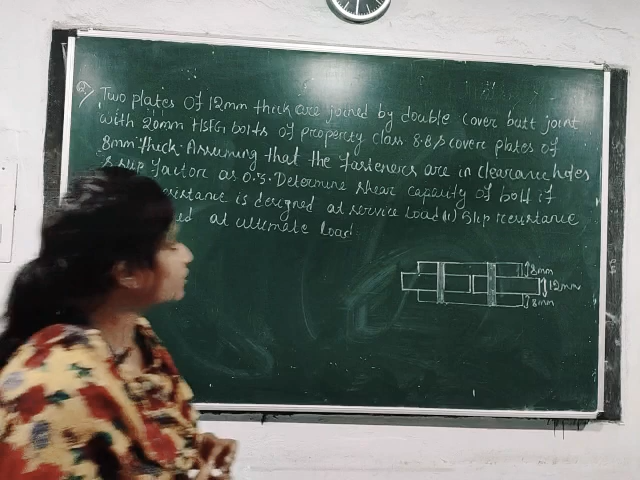 Q.
Two plates of 12mm thick are joined by double cover butt joint
with 20mm HSFG bolts of property class 8.8, cover plates of
8mm thick. Assuming that the fasteners are in clearance holes
& slip factor as 0.3. Determine shear capacity of bolt if
is designed at service load (ii) Slip resistance
at ultimate load
8mm
12mm
8mm